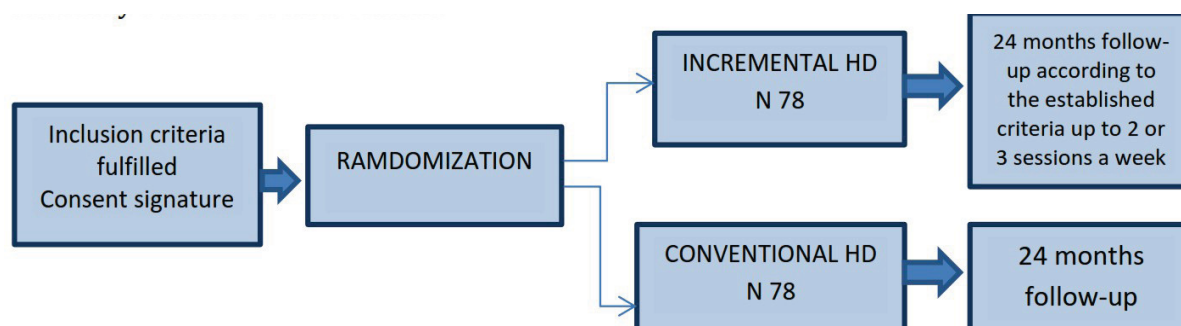 Inclusion criteria
fulfilled
Consent signature
RAMDOMIZATION
INCREMENTAL HD
N 78
24 months follow-
up according to
the established
criteria up to 2 or
3 sessions a week
CONVENTIONAL HD
N 78
24 months
follow-up